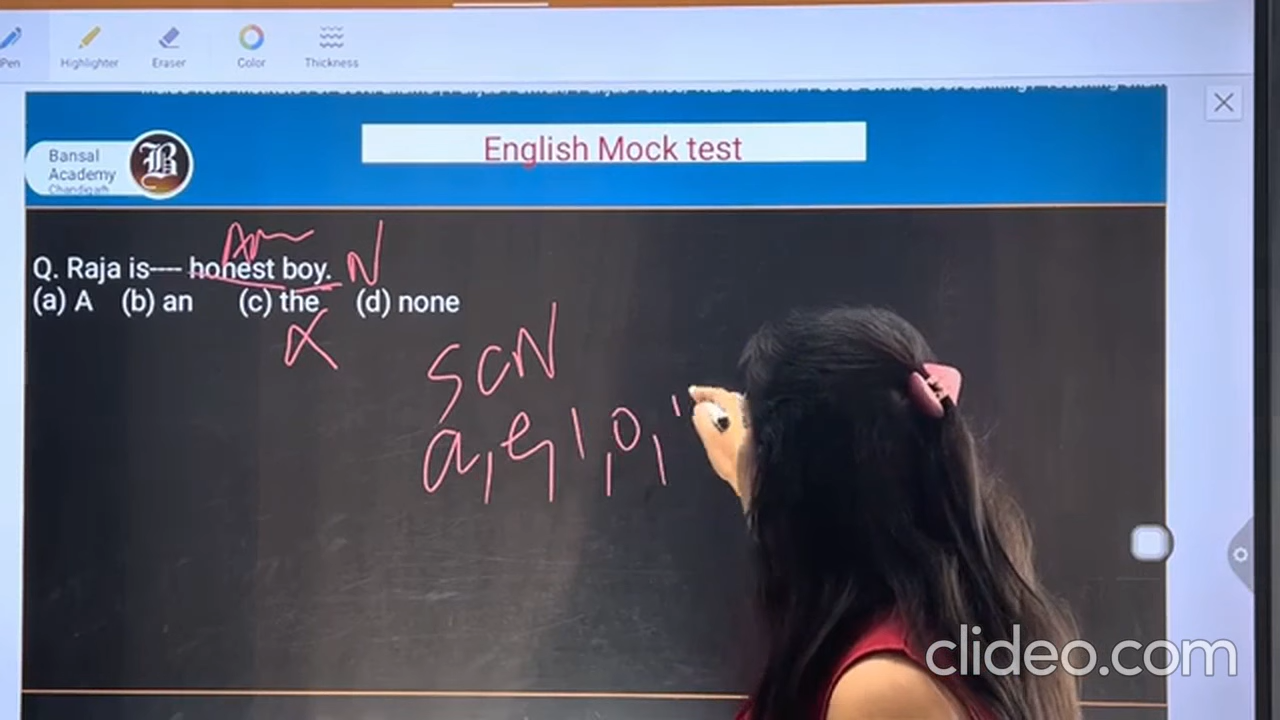 Pen Highlighter Eraser Color Thickness
English Mock test
Bansal
Academy
Chandigarh
B
N
Q. Raja is---- honest boy.
(a) A (b) an (c) the (d) none
SCN
a, e, I, O,
clideo.com